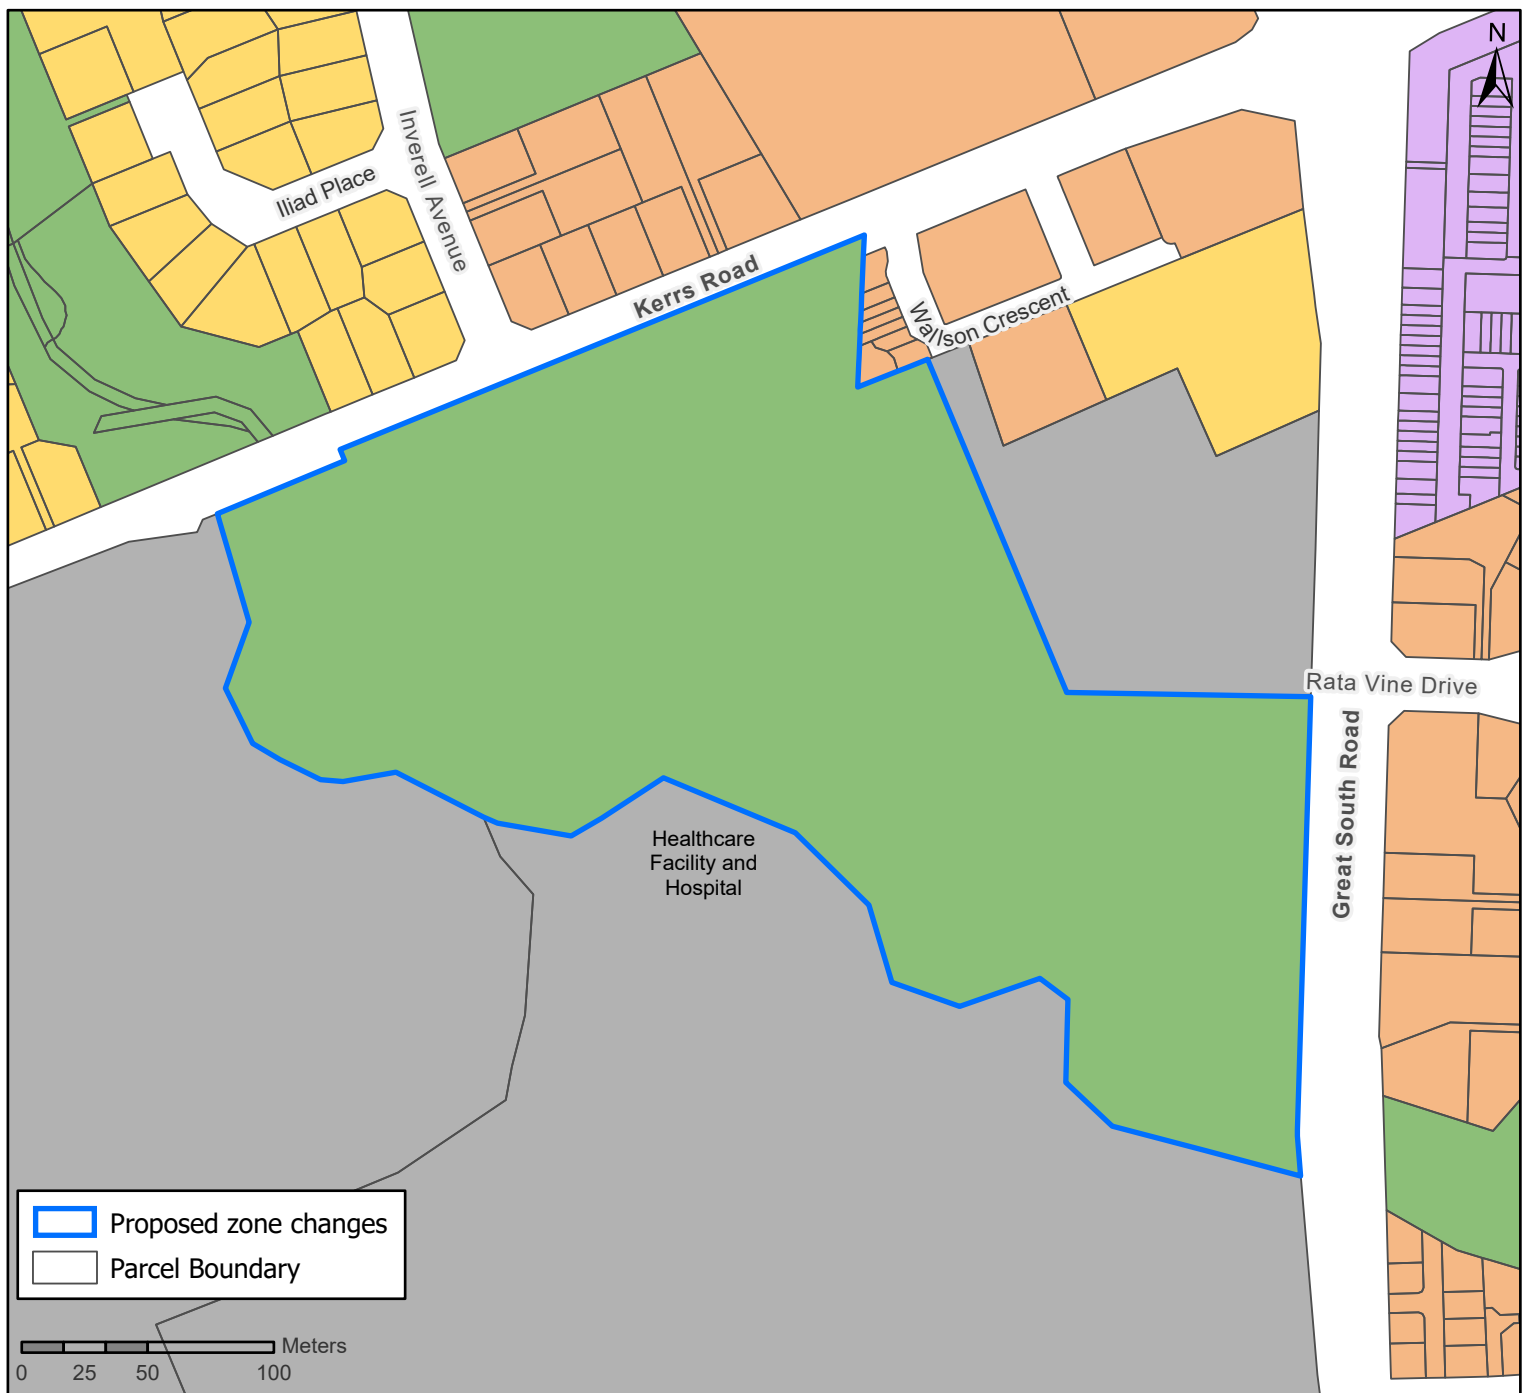 N
Inverell Avenue
Iliad Place
Kerrs Road
Wallson Crescent
Rata Vine Drive
Great South Road
Healthcare
Facility and
Hospital
Proposed zone changes
Parcel Boundary
Meters
0 25 50 100